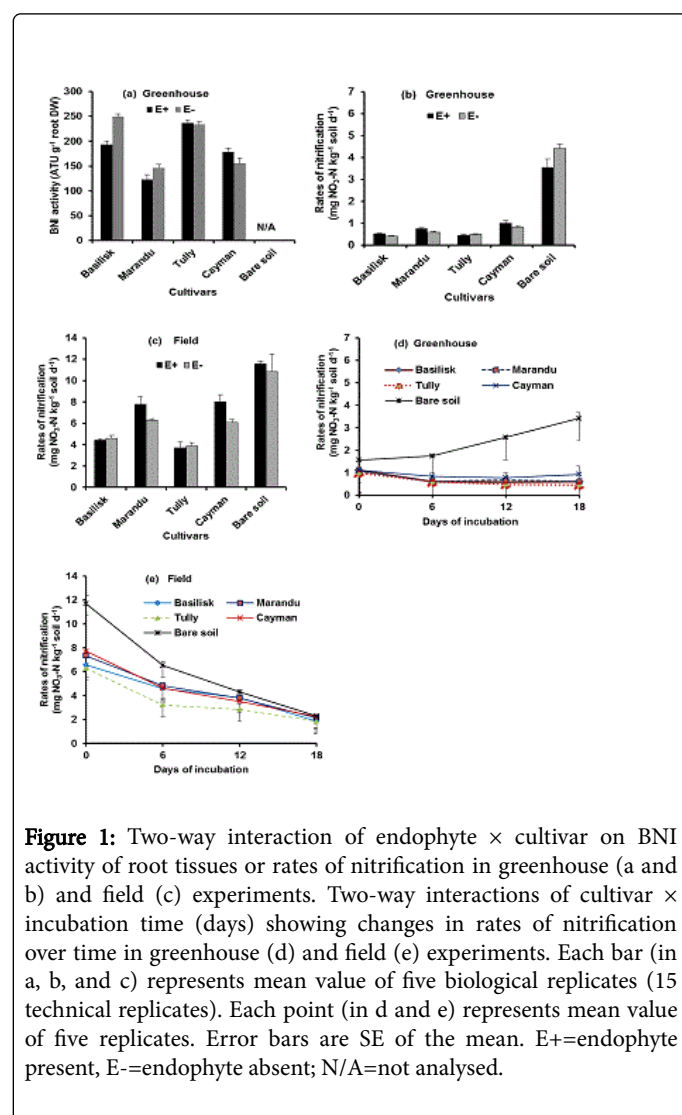 (a) Greenhouse
E+ E-
BNI activity (ATU g⁻¹ root DW)
300
250
200
150
100
50
0
N/A
Basilisk
Marandu
Tully
Cayman
Bare soil
Cultivars
(b) Greenhouse
E+ E-
Rates of nitrification
(mg NO₃-N kg⁻¹ soil d⁻¹)
7
6
5
4
3
2
1
0
Basilisk
Marandu
Tully
Cayman
Bare soil
Cultivars
(c) Field
E+ E-
Rates of nitrification
(mg NO₃-N kg⁻¹ soil d⁻¹)
14
12
10
8
6
4
2
0
Basilisk
Marandu
Tully
Cayman
Bare soil
Cultivars
(d) Greenhouse
Basilisk Marandu
Tully Cayman
Bare soil
Rates of nitrification
(mg NO₃-N kg⁻¹ soil d⁻¹)
7
6
5
4
3
2
1
0
0 6 12 18
Days of incubation
(e) Field
Basilisk Marandu
Tully Cayman
Bare soil
Rates of nitrification
(mg NO₃-N kg⁻¹ soil d⁻¹)
14
12
10
8
6
4
2
0
0 6 12 18
Days of incubation
Figure 1: Two-way interaction of endophyte × cultivar on BNI
activity of root tissues or rates of nitrification in greenhouse (a and
b) and field (c) experiments. Two-way interactions of cultivar ×
incubation time (days) showing changes in rates of nitrification
over time in greenhouse (d) and field (e) experiments. Each bar (in
a, b, and c) represents mean value of five biological replicates (15
technical replicates). Each point (in d and e) represents mean value
of five replicates. Error bars are SE of the mean. E+=endophyte
present, E-=endophyte absent; N/A=not analysed.